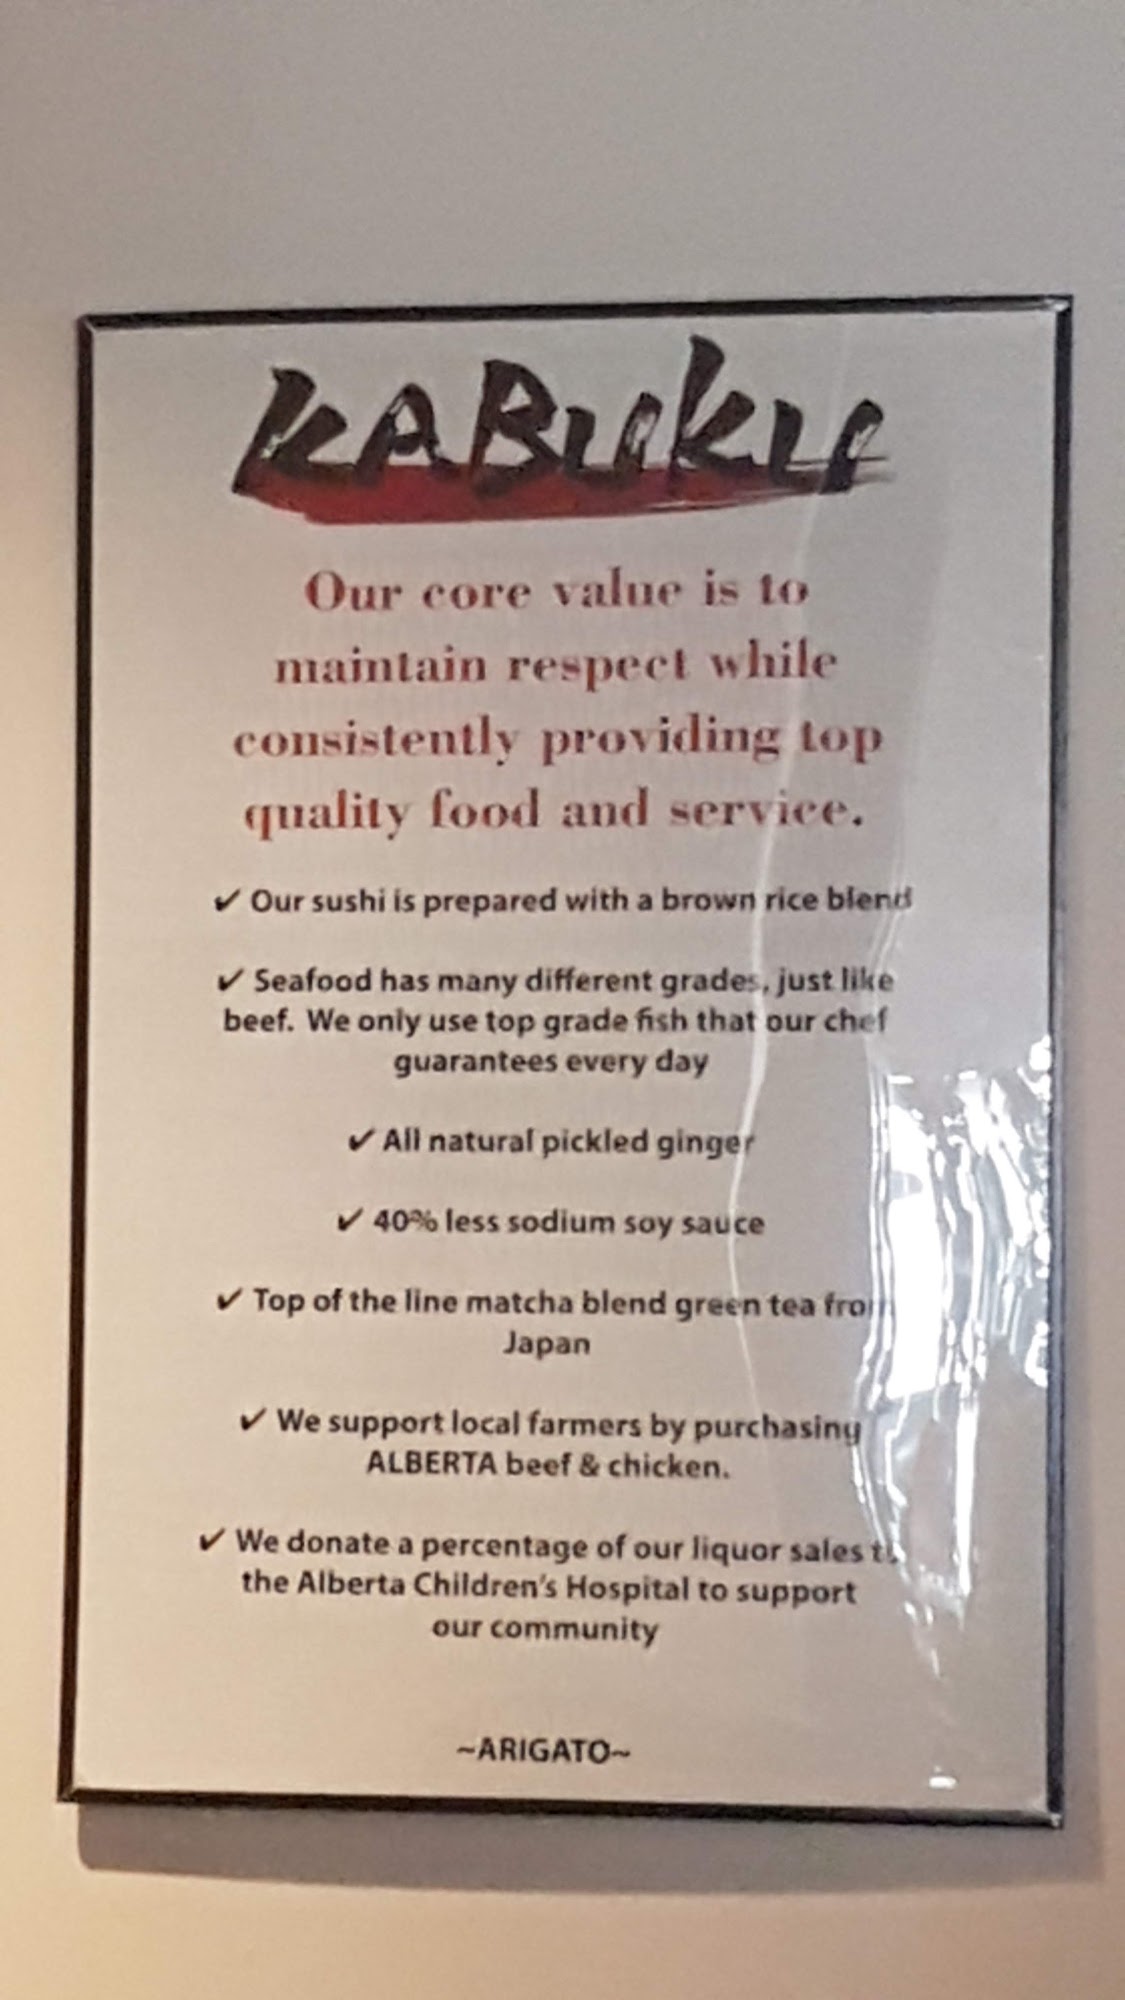 KABUKU
Our core value is to
maintain respect while
consistently providing top
quality food and service.
✔ Our sushi is prepared with a brown rice blend
✔ Seafood has many different grades, just like
beef. We only use top grade fish that our chef
guarantees every day
✔ All natural pickled ginger
✔ 40% less sodium soy sauce
✔ Top of the line matcha blend green tea from
Japan
✔ We support local farmers by purchasing
ALBERTA beef & chicken.
✔ We donate a percentage of our liquor sales to
the Alberta Children's Hospital to support
our community
~ARIGATO~